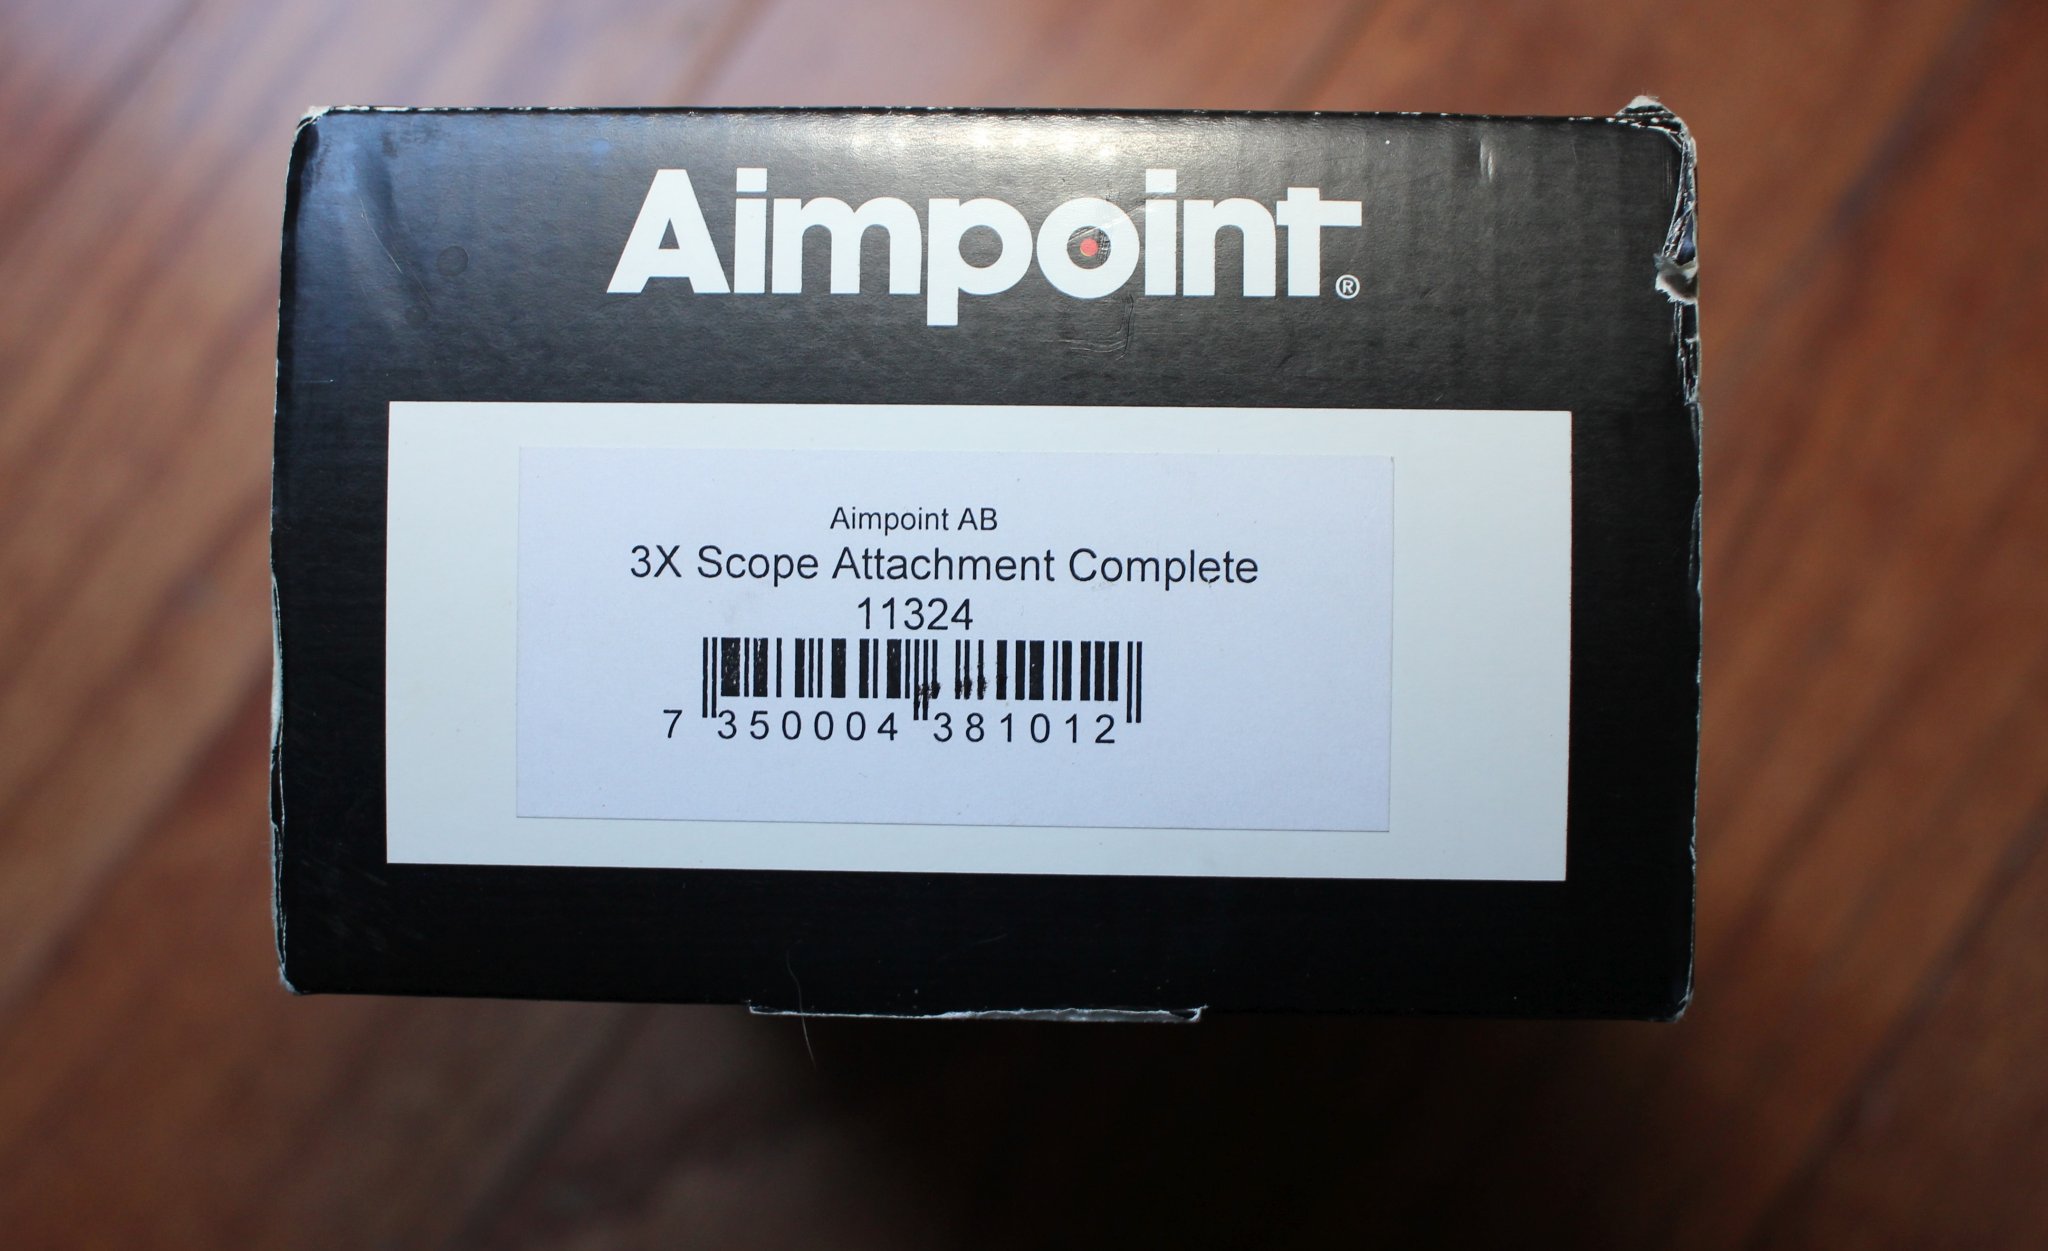 Aimpoint®
Aimpoint AB
3X Scope Attachment Complete
11324
7 350004 381012